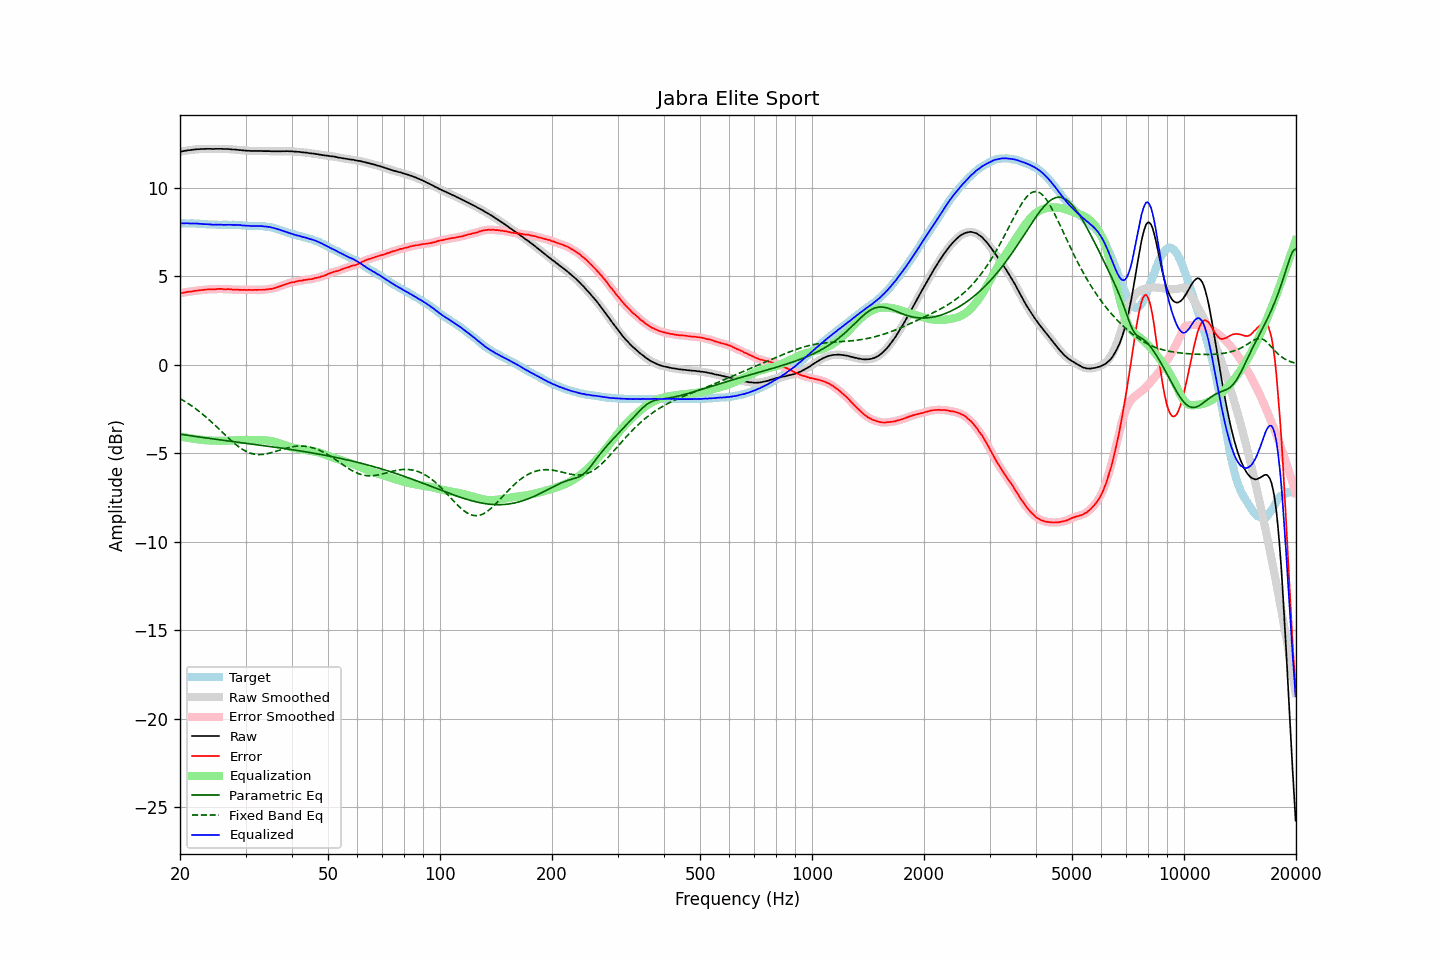 Jabra Elite Sport
Amplitude (dBr)
10
5
0
−5
−10
−15
−20
−25
Target
Raw Smoothed
Error Smoothed
Raw
Error
Equalization
Parametric Eq
Fixed Band Eq
Equalized
20 50 100 200 500 1000 2000 5000 10000 20000
Frequency (Hz)